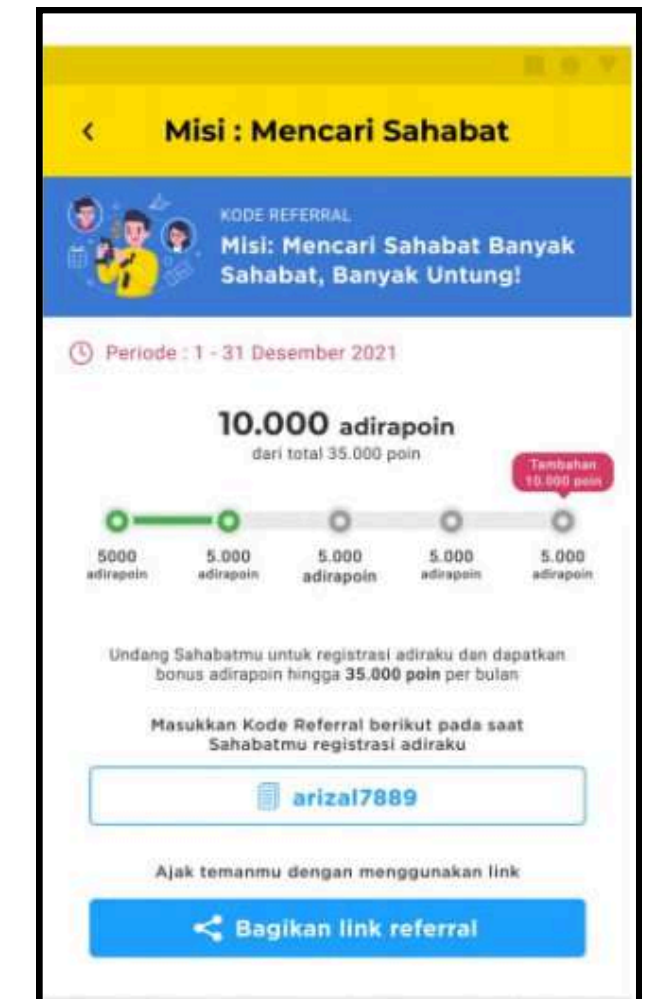 Misi : Mencari Sahabat
KODE REFERRAL
Misi: Mencari Sahabat Banyak
Sahabat, Banyak Untung!
Periode : 1 - 31 Desember 2021
10.000 adirapoin
dari total 35.000 poin
Tambahan
10.000 poin
5000 5.000 5.000 5.000 5.000
adirapoin adirapoin adirapoin adirapoin adirapoin
Undang Sahabatmu untuk registrasi adiraku dan dapatkan
bonus adirapoin hingga 35.000 poin per bulan
Masukkan Kode Referral berikut pada saat
Sahabatmu registrasi adiraku
arizal7889
Ajak temanmu dengan menggunakan link
Bagikan link referral